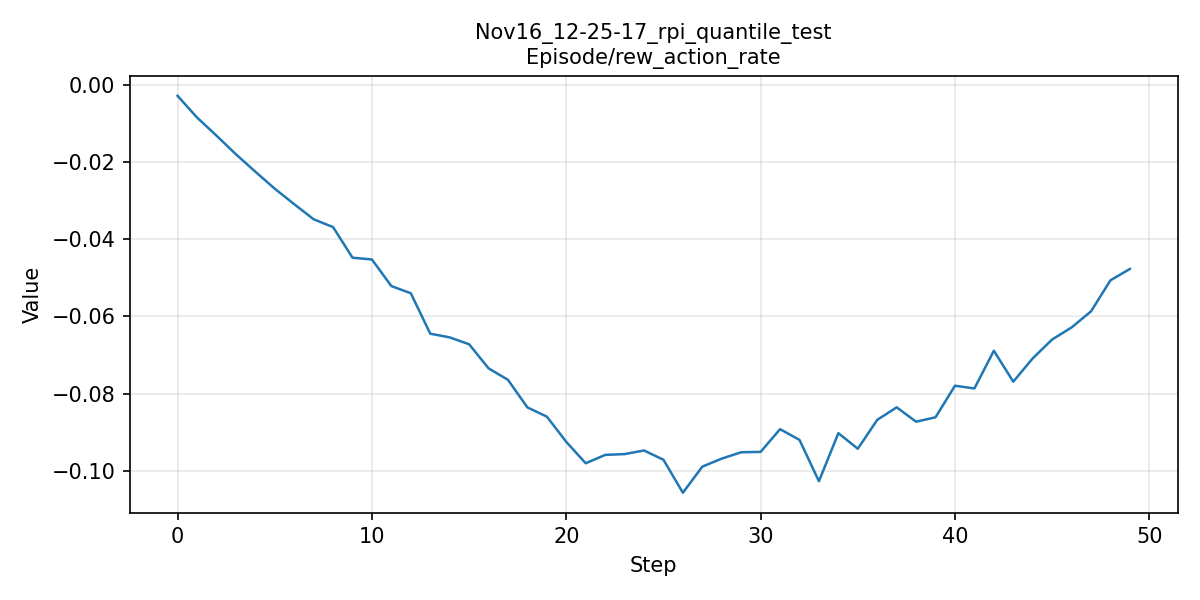 Nov16_12-25-17_rpi_quantile_test
Episode/rew_action_rate
0.00
−0.02
−0.04
−0.06
−0.08
−0.10
Value
0 10 20 30 40 50
Step